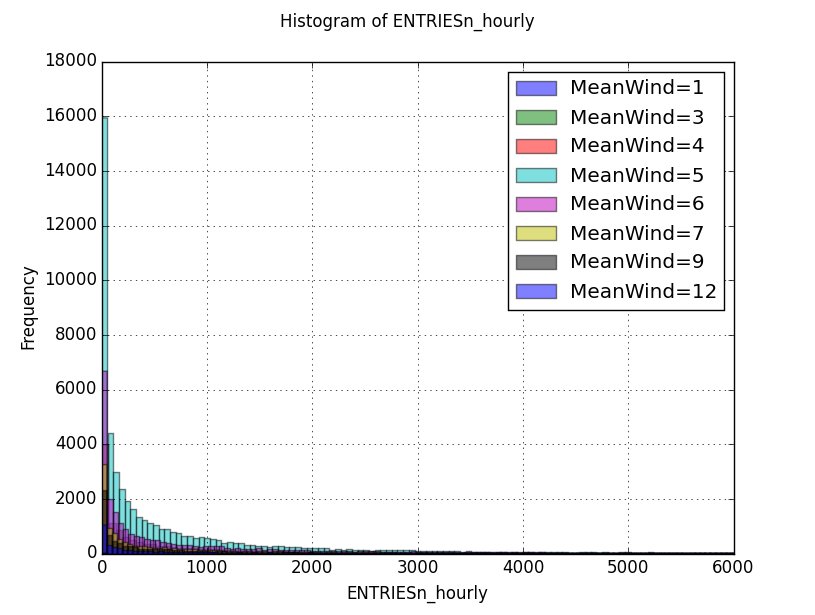 Histogram of ENTRIESn_hourly
18000
16000
14000
12000
10000
8000
6000
4000
2000
0
Frequency
MeanWind=1
MeanWind=3
MeanWind=4
MeanWind=5
MeanWind=6
MeanWind=7
MeanWind=9
MeanWind=12
0 1000 2000 3000 4000 5000 6000
ENTRIESn_hourly